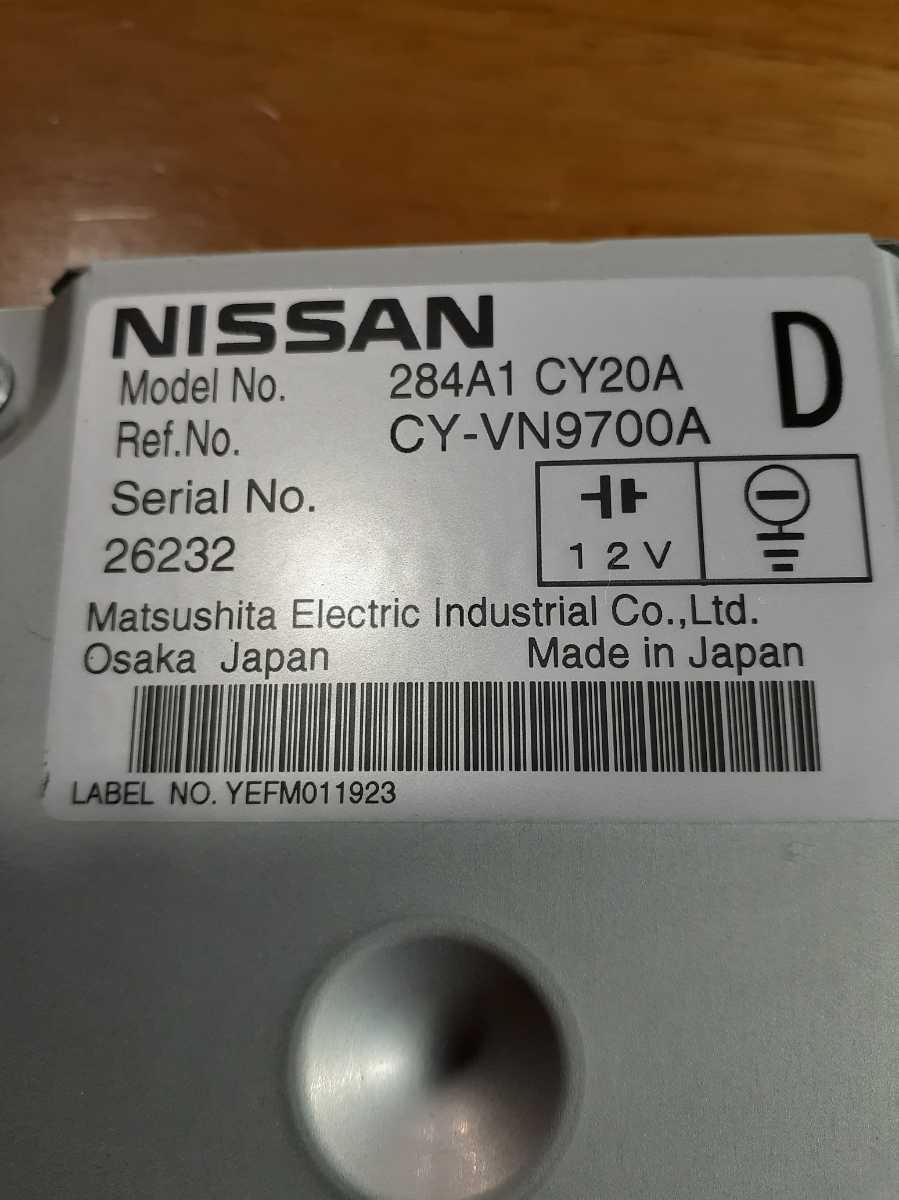 NISSAN
D
Model No. 284A1 CY20A
Ref.No. CY-VN9700A
Serial No.
26232
12V
Matsushita Electric Industrial Co.,Ltd.
Osaka Japan Made in Japan
LABEL NO. YEFM011923